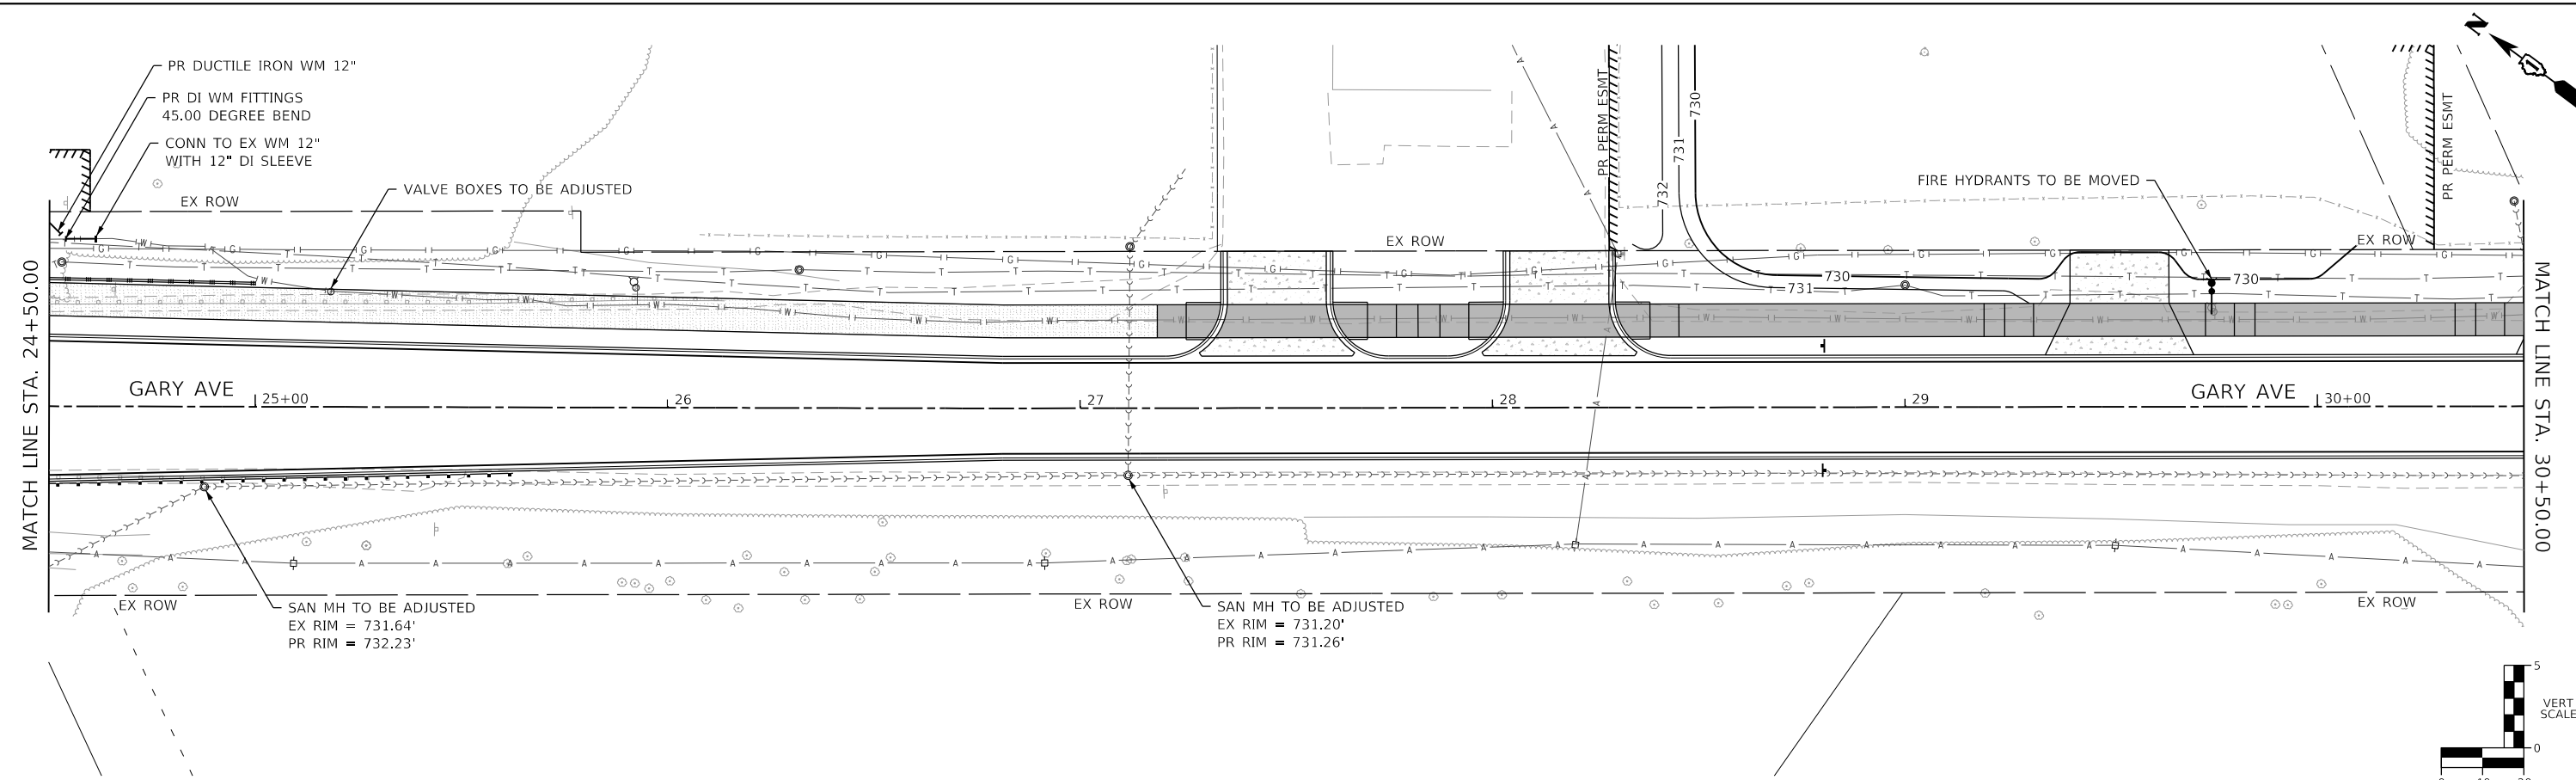 N
PR DUCTILE IRON WM 12"
PR DI WM FITTINGS
45.00 DEGREE BEND
CONN TO EX WM 12"
WITH 12" DI SLEEVE
VALVE BOXES TO BE ADJUSTED
EX ROW
PR PERM ESMT
732
731
730
FIRE HYDRANTS TO BE MOVED
PR PERM ESMT
EX ROW
EX ROW
730
731
730
MATCH LINE STA. 24+50.00
GARY AVE
25+00
26
27
28
29
GARY AVE
30+00
MATCH LINE STA. 30+50.00
EX ROW
SAN MH TO BE ADJUSTED
EX RIM = 731.64'
PR RIM = 732.23'
EX ROW
SAN MH TO BE ADJUSTED
EX RIM = 731.20'
PR RIM = 731.26'
EX ROW
5
VERT
SCALE
0